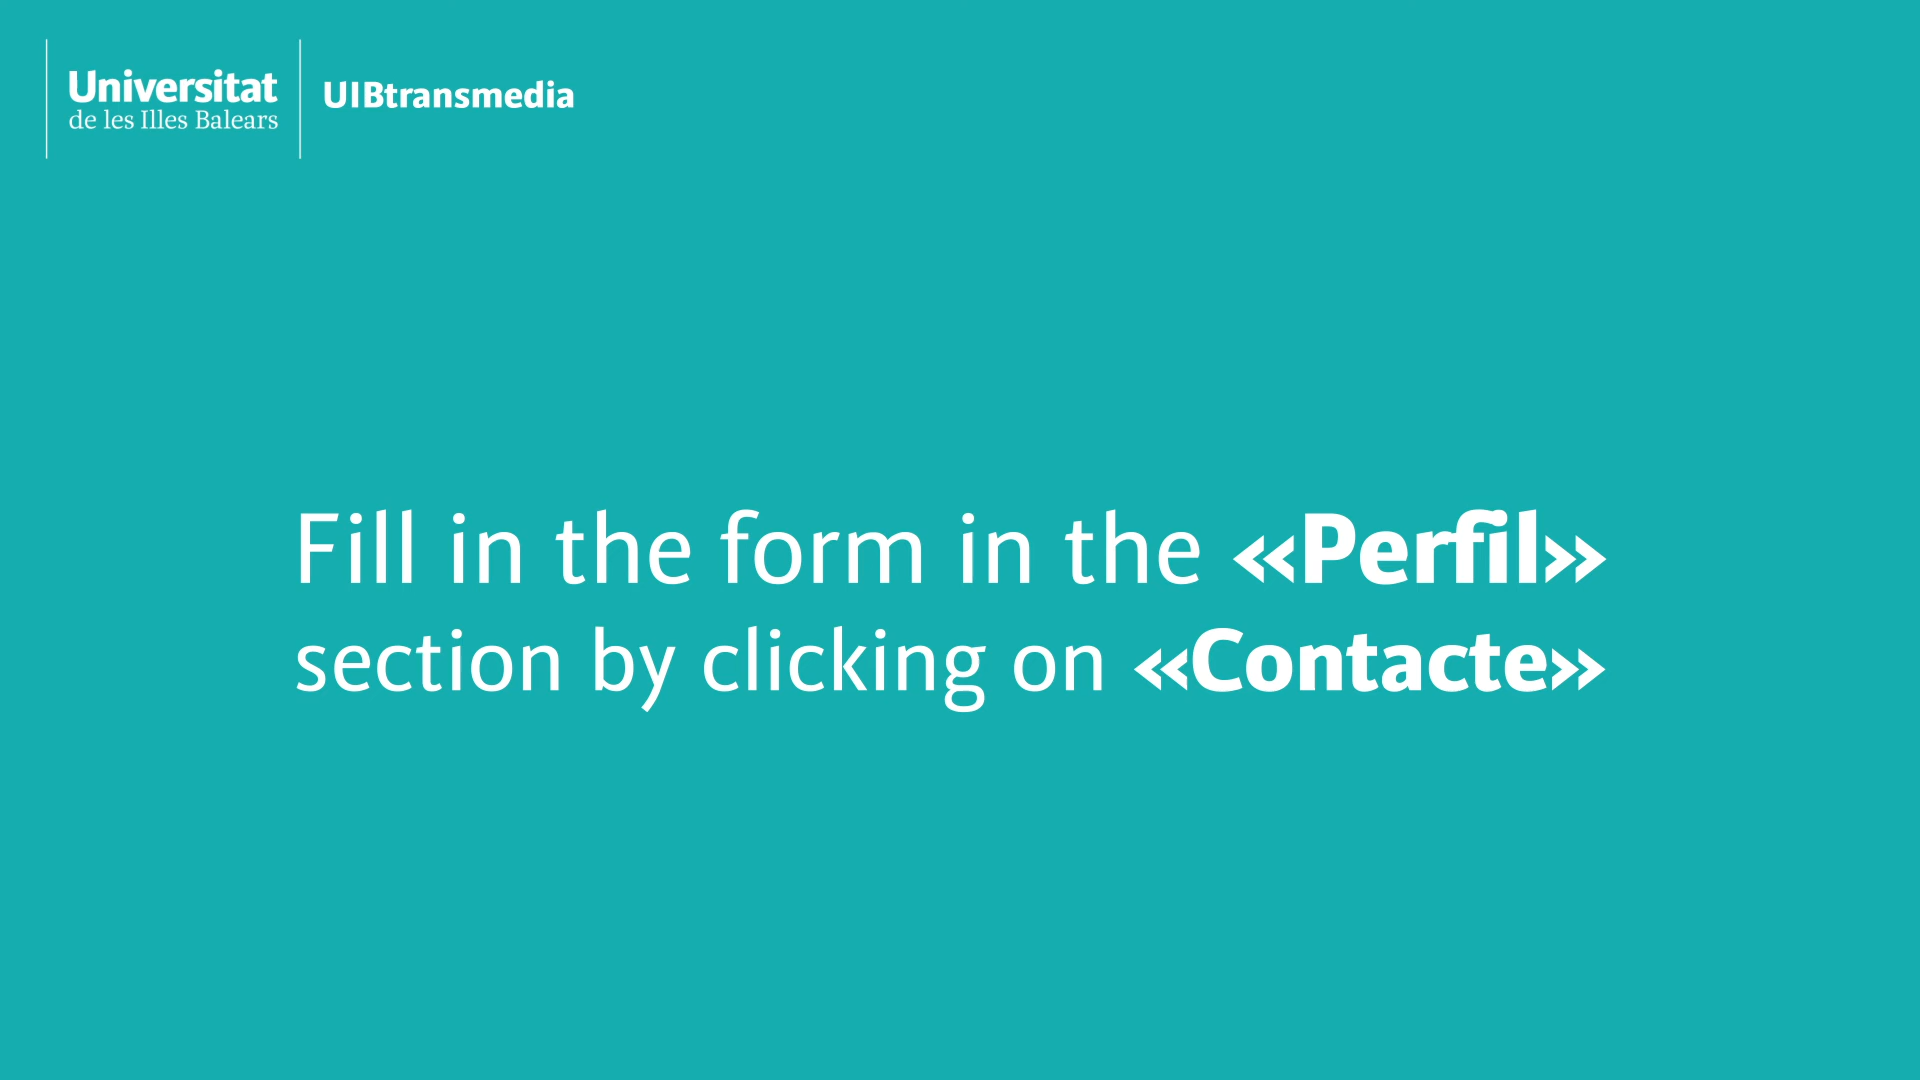 Universitat
de les Illes Balears
UIBtransmedia
Fill in the form in the «Perfil»
section by clicking on «Contacte»